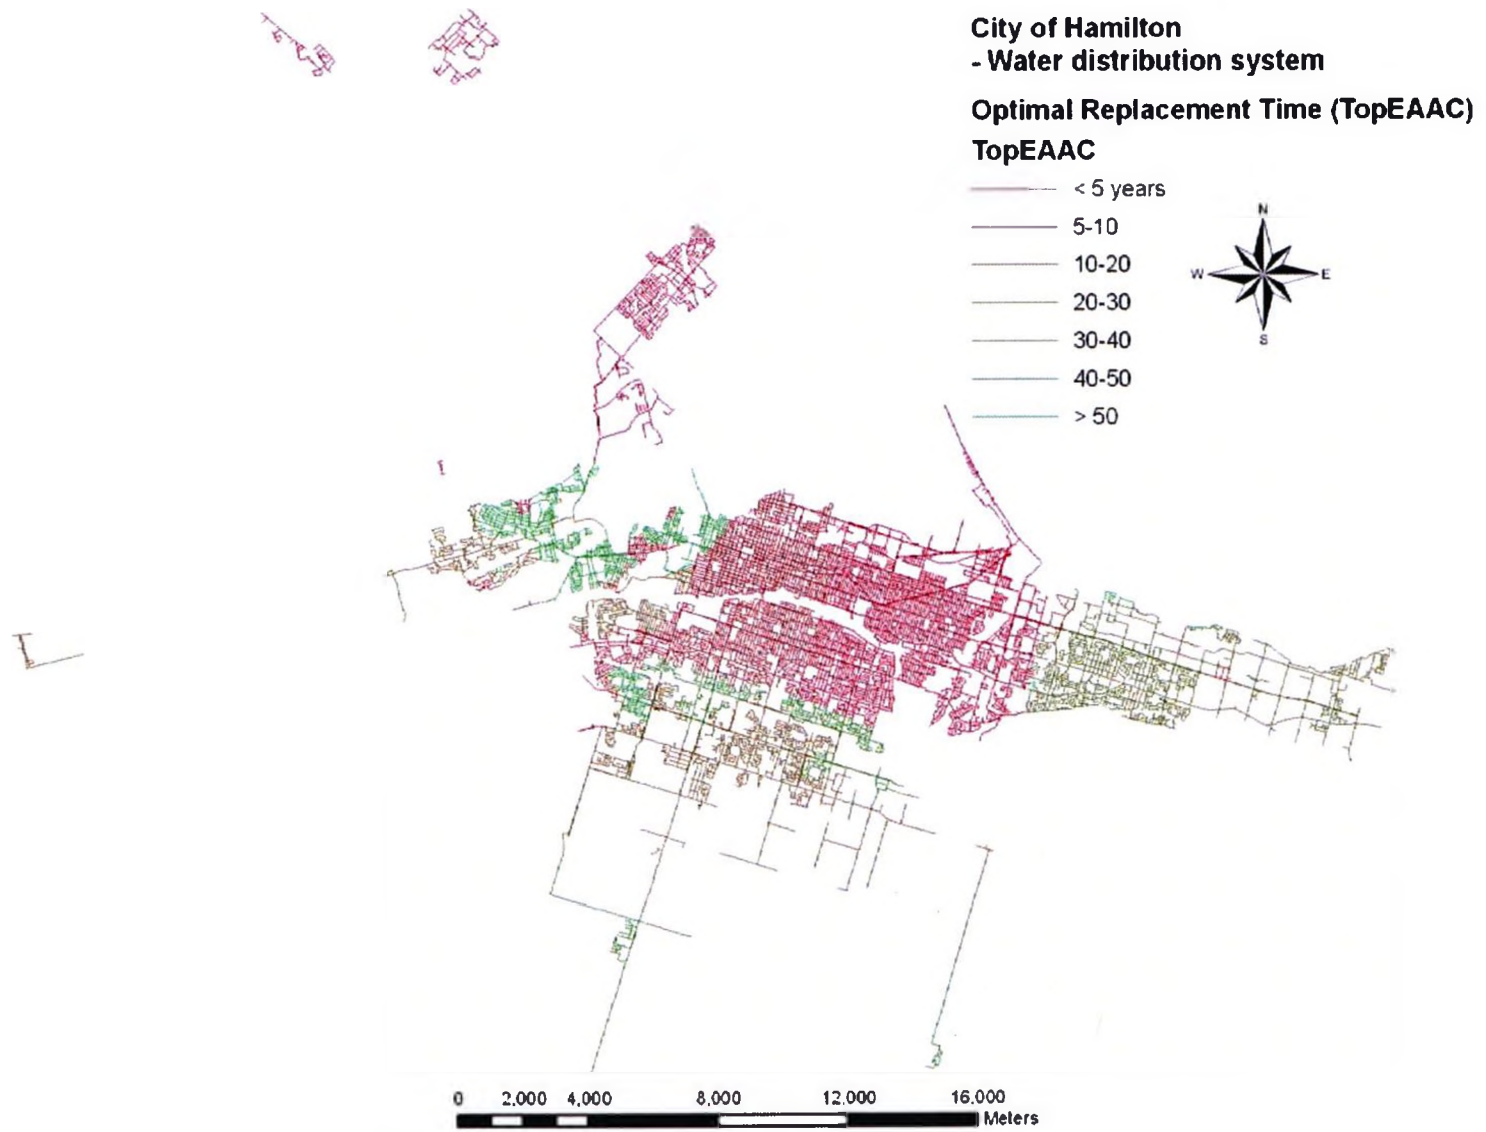 City of Hamilton
- Water distribution system
Optimal Replacement Time (TopEAAC)
TopEAAC
< 5 years
5-10
10-20
20-30
30-40
40-50
> 50
N
W E
S
0 2,000 4,000 8,000 12,000 16,000
Meters